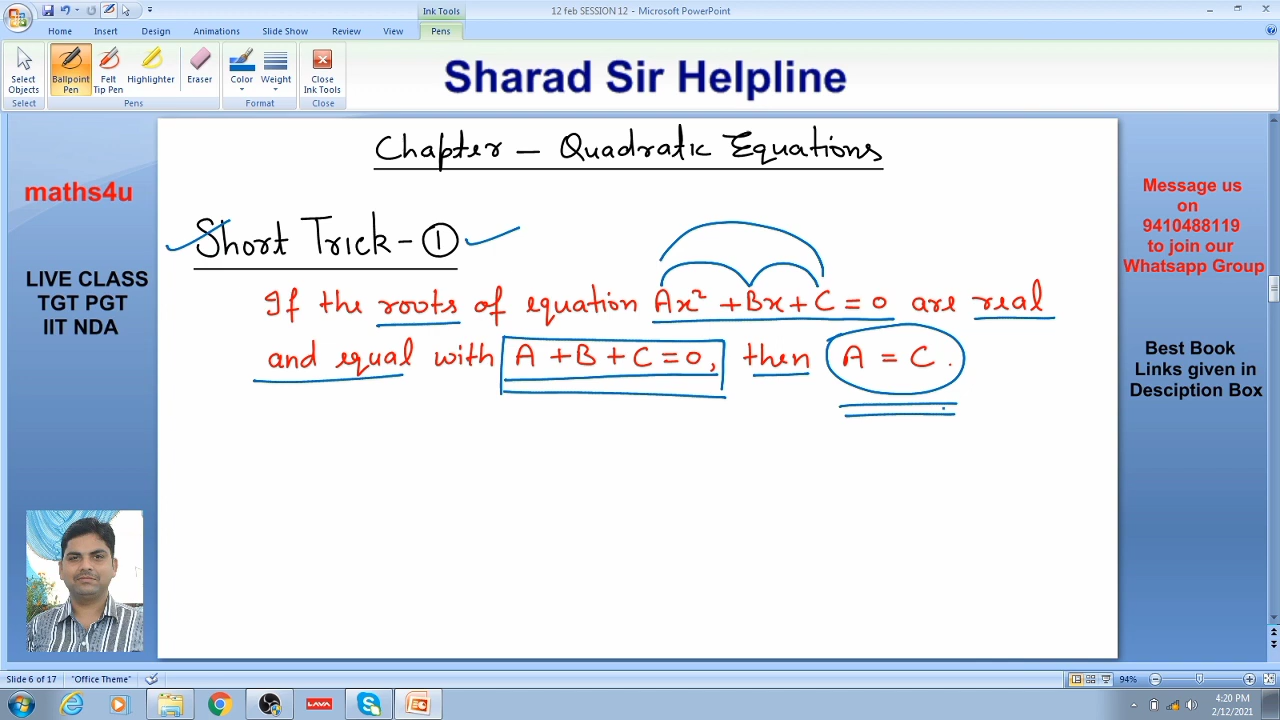 Ink Tools
12 feb SESSION 12 - Microsoft PowerPoint
Home Insert Design Animations Slide Show Review View Pens
Select Objects
Ballpoint Pen
Felt Tip Pen
Highlighter
Eraser
Color
Weight
Close Ink Tools
Select Pens Format Close
Sharad Sir Helpline
Chapter – Quadratic Equations
maths4u
LIVE CLASS
TGT PGT
IIT NDA
Short Trick - ①
If the roots of equation Ax² + Bx + C = 0 are real
and equal with A + B + C = 0, then A = C.
Message us
on
9410488119
to join our
Whatsapp Group
Best Book
Links given in
Desciption Box
Slide 6 of 17 "Office Theme" 94%
LAVA
4:20 PM
2/12/2021